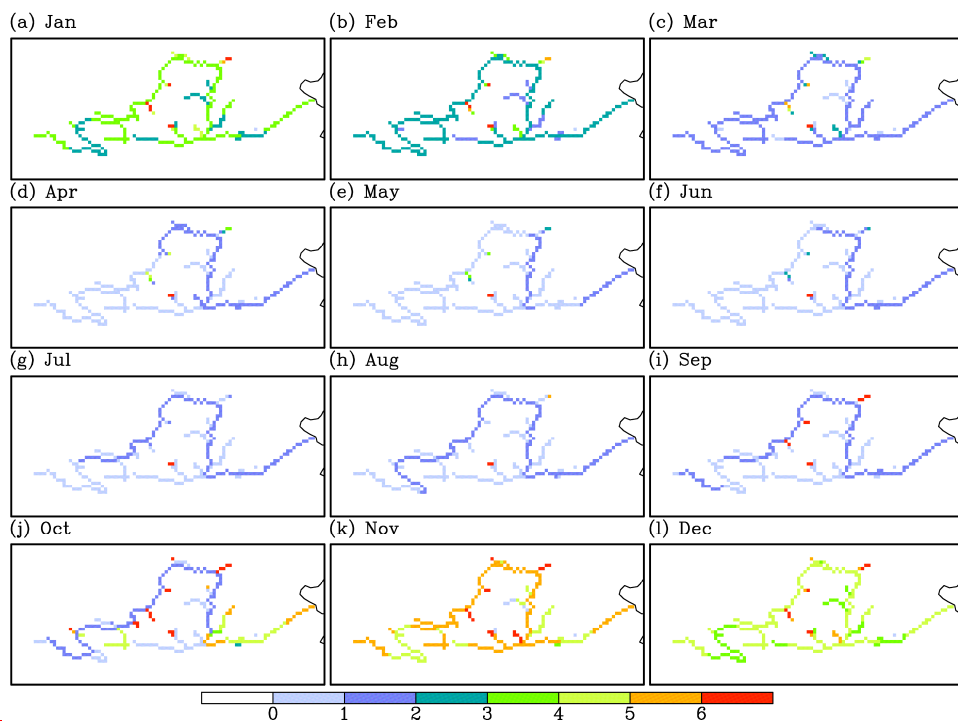 (a) Jan (b) Feb (c) Mar
(d) Apr (e) May (f) Jun
(g) Jul (h) Aug (i) Sep
(j) Oct (k) Nov (l) Dec
0 1 2 3 4 5 6